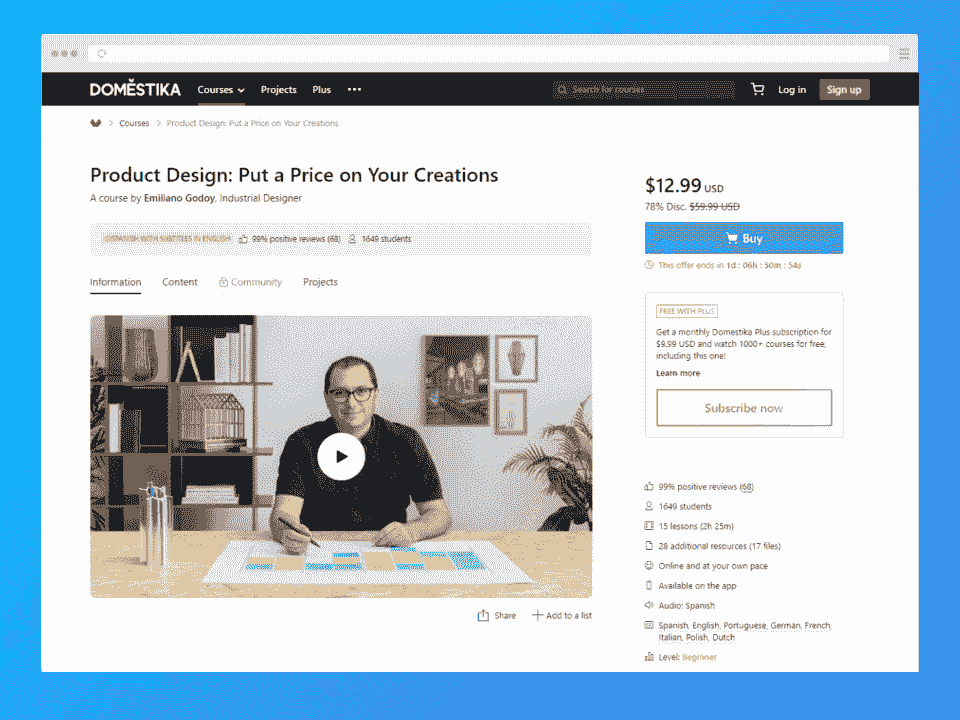 DOMĚSTIKA
Courses
Projects
Plus
Search for courses
Log in
Sign up
Courses > Product Design: Put a Price on Your Creations
Product Design: Put a Price on Your Creations
A course by Emiliano Godoy, Industrial Designer
SPANISH WITH SUBTITLES IN ENGLISH
99% positive reviews (68)
1649 students
Information
Content
Community
Projects
Share
Add to a list
$12.99 USD
78% Disc. $59.99 USD
Buy
This offer ends in 1d : 06h : 50m : 54s
FREE WITH PLUS
Get a monthly Domestika Plus subscription for
$9.99 USD and watch 1000+ courses for free,
including this one!
Learn more
Subscribe now
99% positive reviews (68)
1649 students
15 lessons (2h 25m)
28 additional resources (17 files)
Online and at your own pace
Available on the app
Audio: Spanish
Spanish, English, Portuguese, German, French,
Italian, Polish, Dutch
Level: Beginner